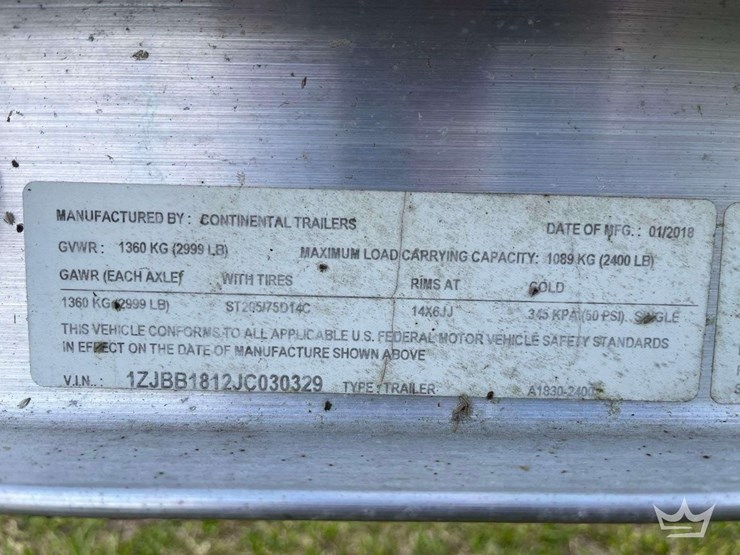 MANUFACTURED BY: CONTINENTAL TRAILERS DATE OF MFG.: 01/2018
GVWR: 1360 KG (2999 LB) MAXIMUM LOAD CARRYING CAPACITY: 1089 KG (2400 LB)
GAWR (EACH AXLE) WITH TIRES RIMS AT COLD
1360 KG (2999 LB) ST205/75D14C 14X6JJ 345 KPA (50 PSI). SINGLE
THIS VEHICLE CONFORMS TO ALL APPLICABLE U.S. FEDERAL MOTOR VEHICLE SAFETY STANDARDS
IN EFFECT ON THE DATE OF MANUFACTURE SHOWN ABOVE
V.I.N..: 1ZJBB1812JC030329 TYPE: TRAILER A1830-2400